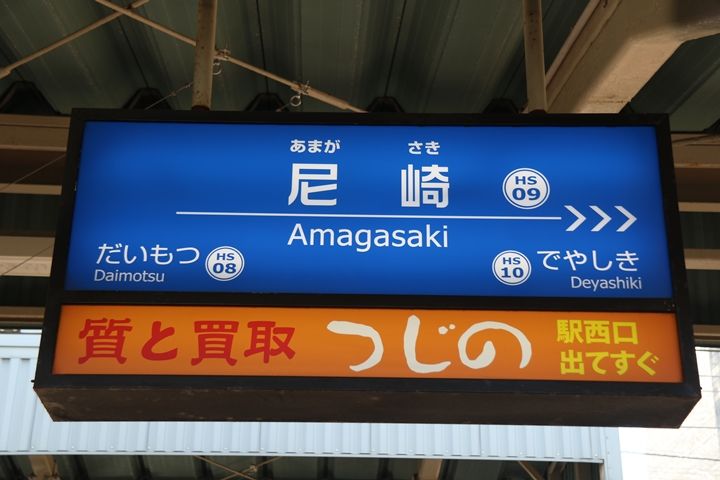 あまが さき
尼崎 HS 09
Amagasaki
だいもつ HS 08
Daimotsu
HS 10 でやしき
Deyashiki
質と買取 つじの 駅西口
出てすぐ